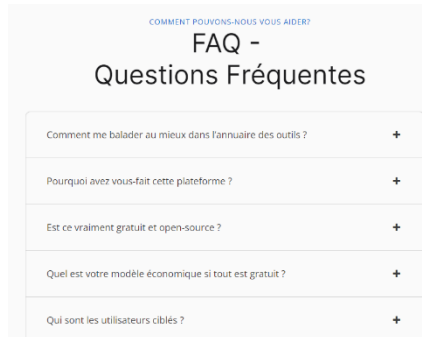 COMMENT POUVONS-NOUS VOUS AIDER?
FAQ -
Questions Fréquentes
Comment me balader au mieux dans l'annuaire des outils ?
Pourquoi avez vous-fait cette plateforme ?
Est ce vraiment gratuit et open-source ?
Quel est votre modèle économique si tout est gratuit ?
Qui sont les utilisateurs ciblés ?